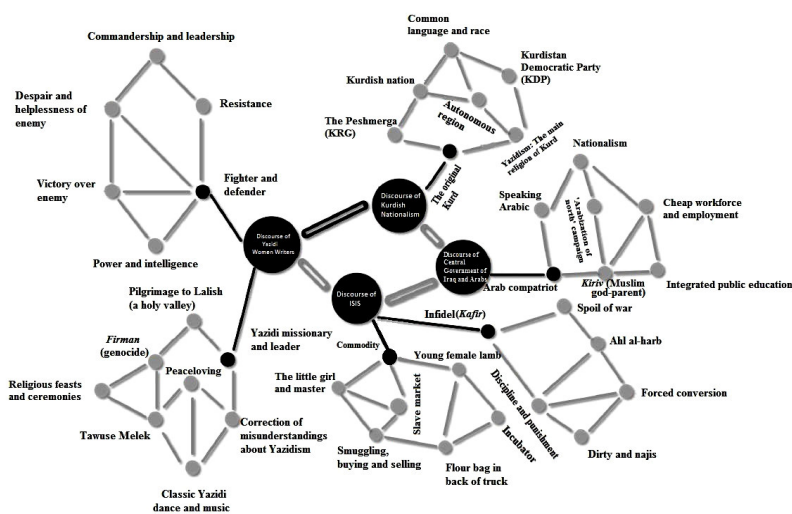 Commandership and leadership
Despair and
helplessness of
enemy
Resistance
Victory over
enemy
Fighter and
defender
Power and intelligence
Common
language and race
Kurdish nation
Kurdistan
Democratic Party
(KDP)
The Peshmerga
(KRG)
Autonomous
region
Yazidism: The main
religion of Kurd
The original
Kurd
Discourse of
Kurdish
Nationalism
Discourse of
Yazidi
Women Writers
Discourse of
Central
Government of
Iraq and Arabs
Discourse of
ISIS
Nationalism
Speaking
Arabic
'Arabization of
north' campaign
Cheap workforce
and employment
Arab compatriot
Kiriv (Muslim
god-parent)
Integrated public education
Pilgrimage to Lalish
(a holy valley)
Firman
(genocide)
Yazidi missionary
and leader
Peaceloving
Religious feasts
and ceremonies
Tawuse Melek
Correction of
misunderstandings
about Yazidism
Classic Yazidi
dance and music
Infidel(Kafir)
Spoil of war
Ahl al-harb
Forced conversion
Discipline and punishment
Dirty and najis
Commodity
Young female lamb
The little girl
and master
Slave market
Incubator
Smuggling,
buying and selling
Flour bag in
back of truck